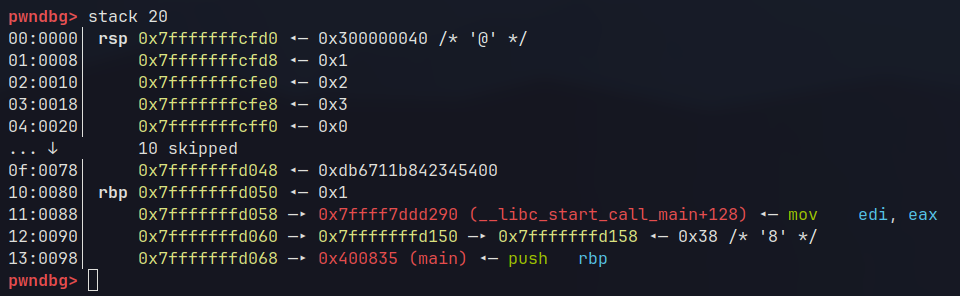 pwndbg> stack 20
00:0000│ rsp 0x7fffffffcfd0 ◂— 0x300000040 /* '@' */
01:0008│     0x7fffffffcfd8 ◂— 0x1
02:0010│     0x7fffffffcfe0 ◂— 0x2
03:0018│     0x7fffffffcfe8 ◂— 0x3
04:0020│     0x7fffffffcff0 ◂— 0x0
... ↓        10 skipped
0f:0078│     0x7fffffffd048 ◂— 0xdb6711b842345400
10:0080│ rbp 0x7fffffffd050 ◂— 0x1
11:0088│     0x7fffffffd058 —▸ 0x7ffff7ddd290 (__libc_start_call_main+128) ◂— mov    edi, eax
12:0090│     0x7fffffffd060 —▸ 0x7fffffffd150 —▸ 0x7fffffffd158 ◂— 0x38 /* '8' */
13:0098│     0x7fffffffd068 —▸ 0x400835 (main) ◂— push   rbp
pwndbg>